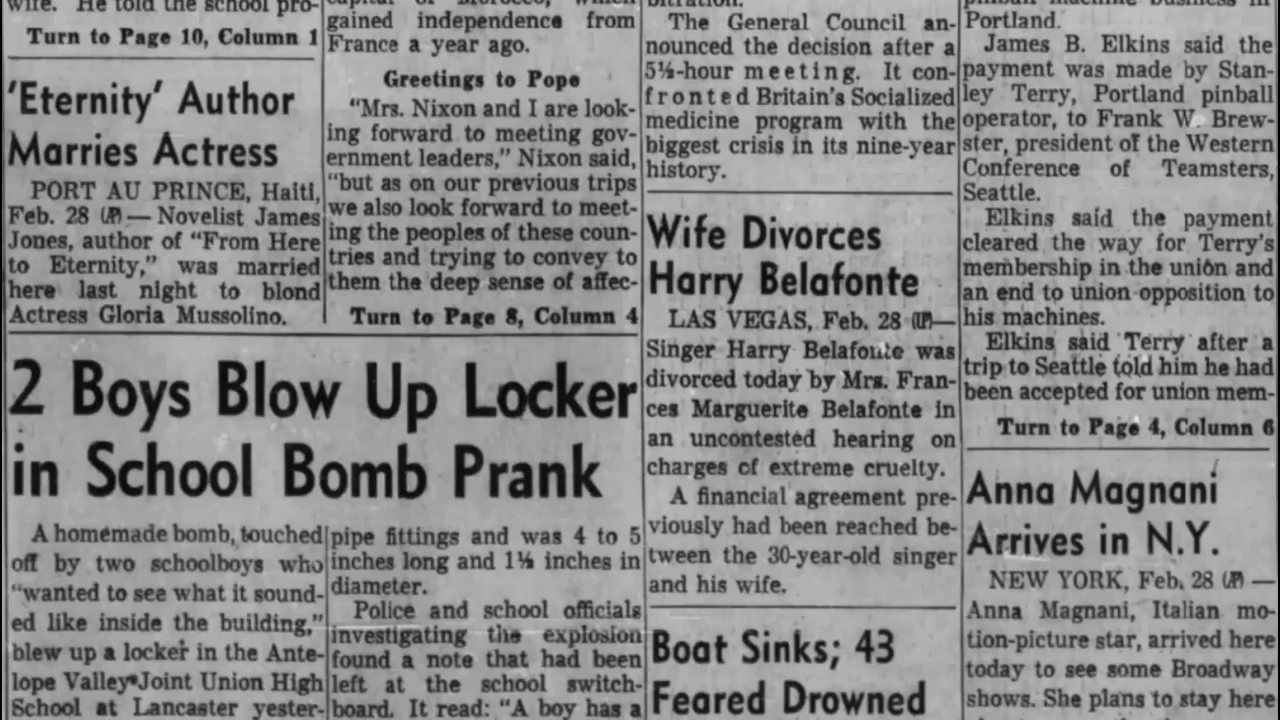 wife. He told the school pro-
Turn to Page 10, Column 1
'Eternity' Author
Marries Actress
PORT AU PRINCE, Haiti,
Feb. 28 (AP) — Novelist James
Jones, author of "From Here
to Eternity," was married
here last night to blond
Actress Gloria Mussolino.
capital of Morocco, which
gained independence from
France a year ago.
Greetings to Pope
"Mrs. Nixon and I are look-
ing forward to meeting gov-
ernment leaders," Nixon said,
"but as on our previous trips
we also look forward to meet-
ing the peoples of these coun-
tries and trying to convey to
them the deep sense of affec-
Turn to Page 8, Column 4
2 Boys Blow Up Locker
in School Bomb Prank
A homemade bomb, touched
off by two schoolboys who
"wanted to see what it sound-
ed like inside the building,"
blew up a locker in the Ante-
lope Valley Joint Union High
School at Lancaster yester-
pipe fittings and was 4 to 5
inches long and 1½ inches in
diameter.
Police and school officials
investigating the explosion
found a note that had been
left at the school switch-
board. It read: "A boy has a
bitration.
The General Council an-
nounced the decision after a
5½-hour meeting. It con-
fronted Britain's Socialized
medicine program with the
biggest crisis in its nine-year
history.
Wife Divorces
Harry Belafonte
LAS VEGAS, Feb. 28 (UP)—
Singer Harry Belafonte was
divorced today by Mrs. Fran-
ces Marguerite Belafonte in
an uncontested hearing on
charges of extreme cruelty.
A financial agreement pre-
viously had been reached be-
tween the 30-year-old singer
and his wife.
Boat Sinks; 43
Feared Drowned
pinball machine business in
Portland.
James B. Elkins said the
payment was made by Stan-
ley Terry, Portland pinball
operator, to Frank W. Brew-
ster, president of the Western
Conference of Teamsters,
Seattle.
Elkins said the payment
cleared the way for Terry's
membership in the union and
an end to union opposition to
his machines.
Elkins said Terry after a
trip to Seattle told him he had
been accepted for union mem-
Turn to Page 4, Column 6
Anna Magnani
Arrives in N.Y.
NEW YORK, Feb. 28 (AP) —
Anna Magnani, Italian mo-
tion-picture star, arrived here
today to see some Broadway
shows. She plans to stay here